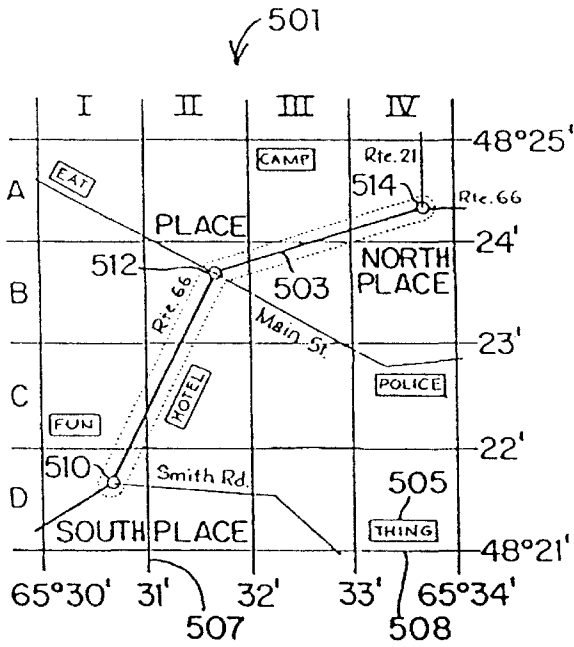 501
I II III IV
48°25'
CAMP
Rte. 21
514
EAT
A
Rte. 66
PLACE
24'
512
NORTH
PLACE
503
B
Rte. 66
Main St.
23'
POLICE
C
HOTEL
FUN
22'
510
Smith Rd.
505
D
SOUTH PLACE
THING
48°21'
65°30' 31' 32' 33' 65°34'
507 508